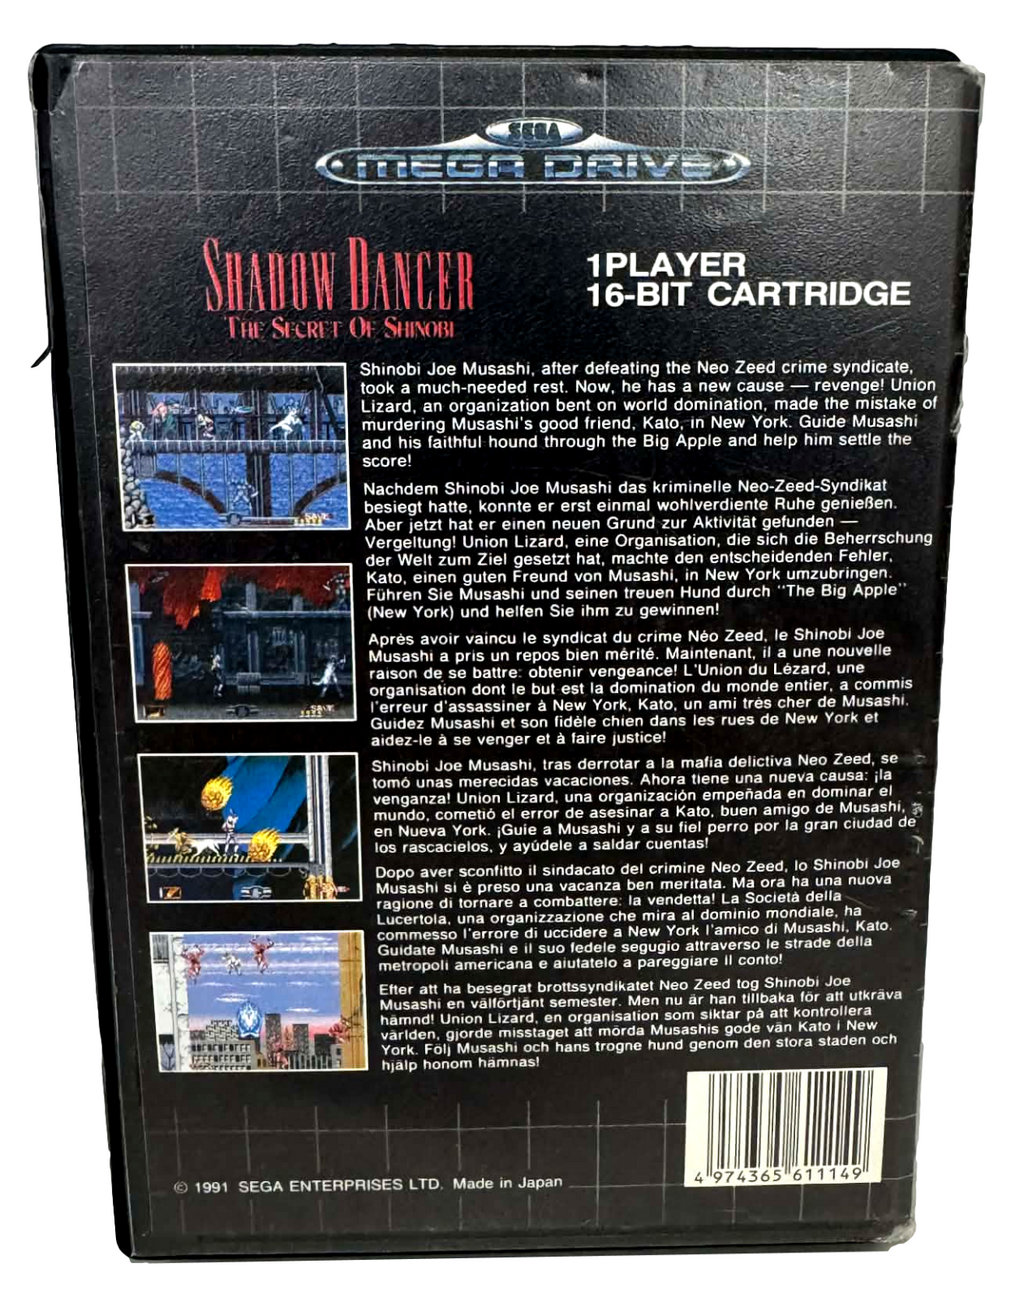 SEGA
MEGA DRIVE
SHADOW DANCER
THE SECRET OF SHINOBI
1PLAYER
16-BIT CARTRIDGE
Shinobi Joe Musashi, after defeating the Neo Zeed crime syndicate,
took a much-needed rest. Now, he has a new cause — revenge! Union
Lizard, an organization bent on world domination, made the mistake of
murdering Musashi's good friend, Kato, in New York. Guide Musashi
and his faithful hound through the Big Apple and help him settle the
score!
Nachdem Shinobi Joe Musashi das kriminelle Neo-Zeed-Syndikat
besiegt hatte, konnte er erst einmal wohlverdiente Ruhe genießen.
Aber jetzt hat er einen neuen Grund zur Aktivität gefunden —
Vergeltung! Union Lizard, eine Organisation, die sich die Beherrschung
der Welt zum Ziel gesetzt hat, machte den entscheidenden Fehler,
Kato, einen guten Freund von Musashi, in New York umzubringen.
Führen Sie Musashi und seinen treuen Hund durch "The Big Apple"
(New York) und helfen Sie ihm zu gewinnen!
Après avoir vaincu le syndicat du crime Néo Zeed, le Shinobi Joe
Musashi a pris un repos bien mérité. Maintenant, il a une nouvelle
raison de se battre: obtenir vengeance! L'Union du Lézard, une
organisation dont le but est la domination du monde entier, a commis
l'erreur d'assassiner à New York, Kato, un ami très cher de Musashi.
Guidez Musashi et son fidèle chien dans les rues de New York et
aidez-le à se venger et à faire justice!
Shinobi Joe Musashi, tras derrotar a la mafia delictiva Neo Zeed, se
tomó unas merecidas vacaciones. Ahora tiene una nueva causa: ¡la
venganza! Union Lizard, una organización empeñada en dominar el
mundo, cometió el error de asesinar a Kato, buen amigo de Musashi,
en Nueva York. ¡Guie a Musashi y a su fiel perro por la gran ciudad de
los rascacielos, y ayúdele a saldar cuentas!
Dopo aver sconfitto il sindacato del crimine Neo Zeed, lo Shinobi Joe
Musashi si è preso una vacanza ben meritata. Ma ora ha una nuova
ragione di tornare a combattere: la vendetta! La Società della
Lucertola, una organizzazione che mira al dominio mondiale, ha
commesso l'errore di uccidere a New York l'amico di Musashi, Kato.
Guidate Musashi e il suo fedele segugio attraverso le strade della
metropoli americana e aiutatelo a pareggiare il conto!
Efter att ha besegrat brottssyndikatet Neo Zeed tog Shinobi Joe
Musashi en välförtjänt semester. Men nu är han tillbaka för att utkräva
hämnd! Union Lizard, en organisation som siktar på att kontrollera
världen, gjorde misstaget att mörda Musashis gode vän Kato i New
York. Följ Musashi och hans trogne hund genom den stora staden och
hjälp honom hämnas!
4 974365 611149
© 1991 SEGA ENTERPRISES LTD. Made in Japan